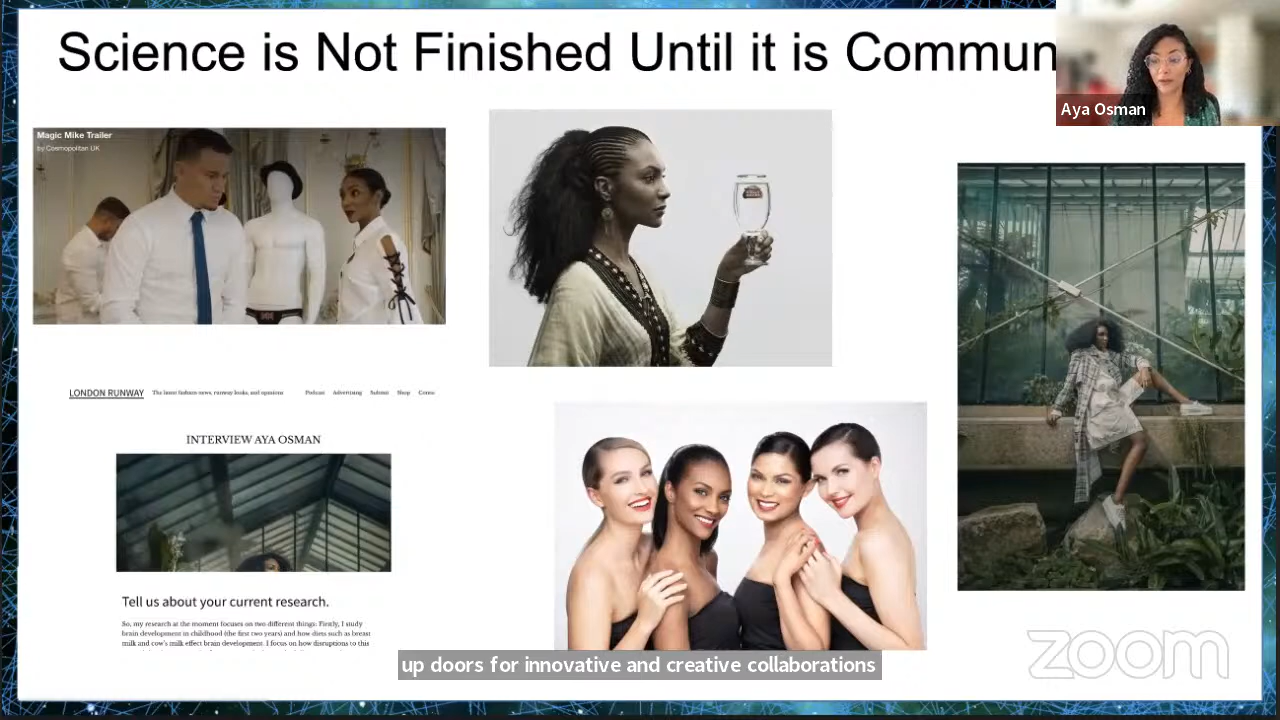 Science is Not Finished Until it is Commun
Aya Osman
Magic Mike Trailer
by Cosmopolitan UK
LONDON RUNWAY The latest fashion news, runway looks, and opinions Podcast Advertising Submit Shop
INTERVIEW AYA OSMAN
Tell us about your current research.
So, my research at the moment focuses on two different things: Firstly, I study
brain development in childhood (the first two years) and how diets such as breast
milk and cow's milk effect brain development. I focus on how disruptions to this
up doors for innovative and creative collaborations
zoom